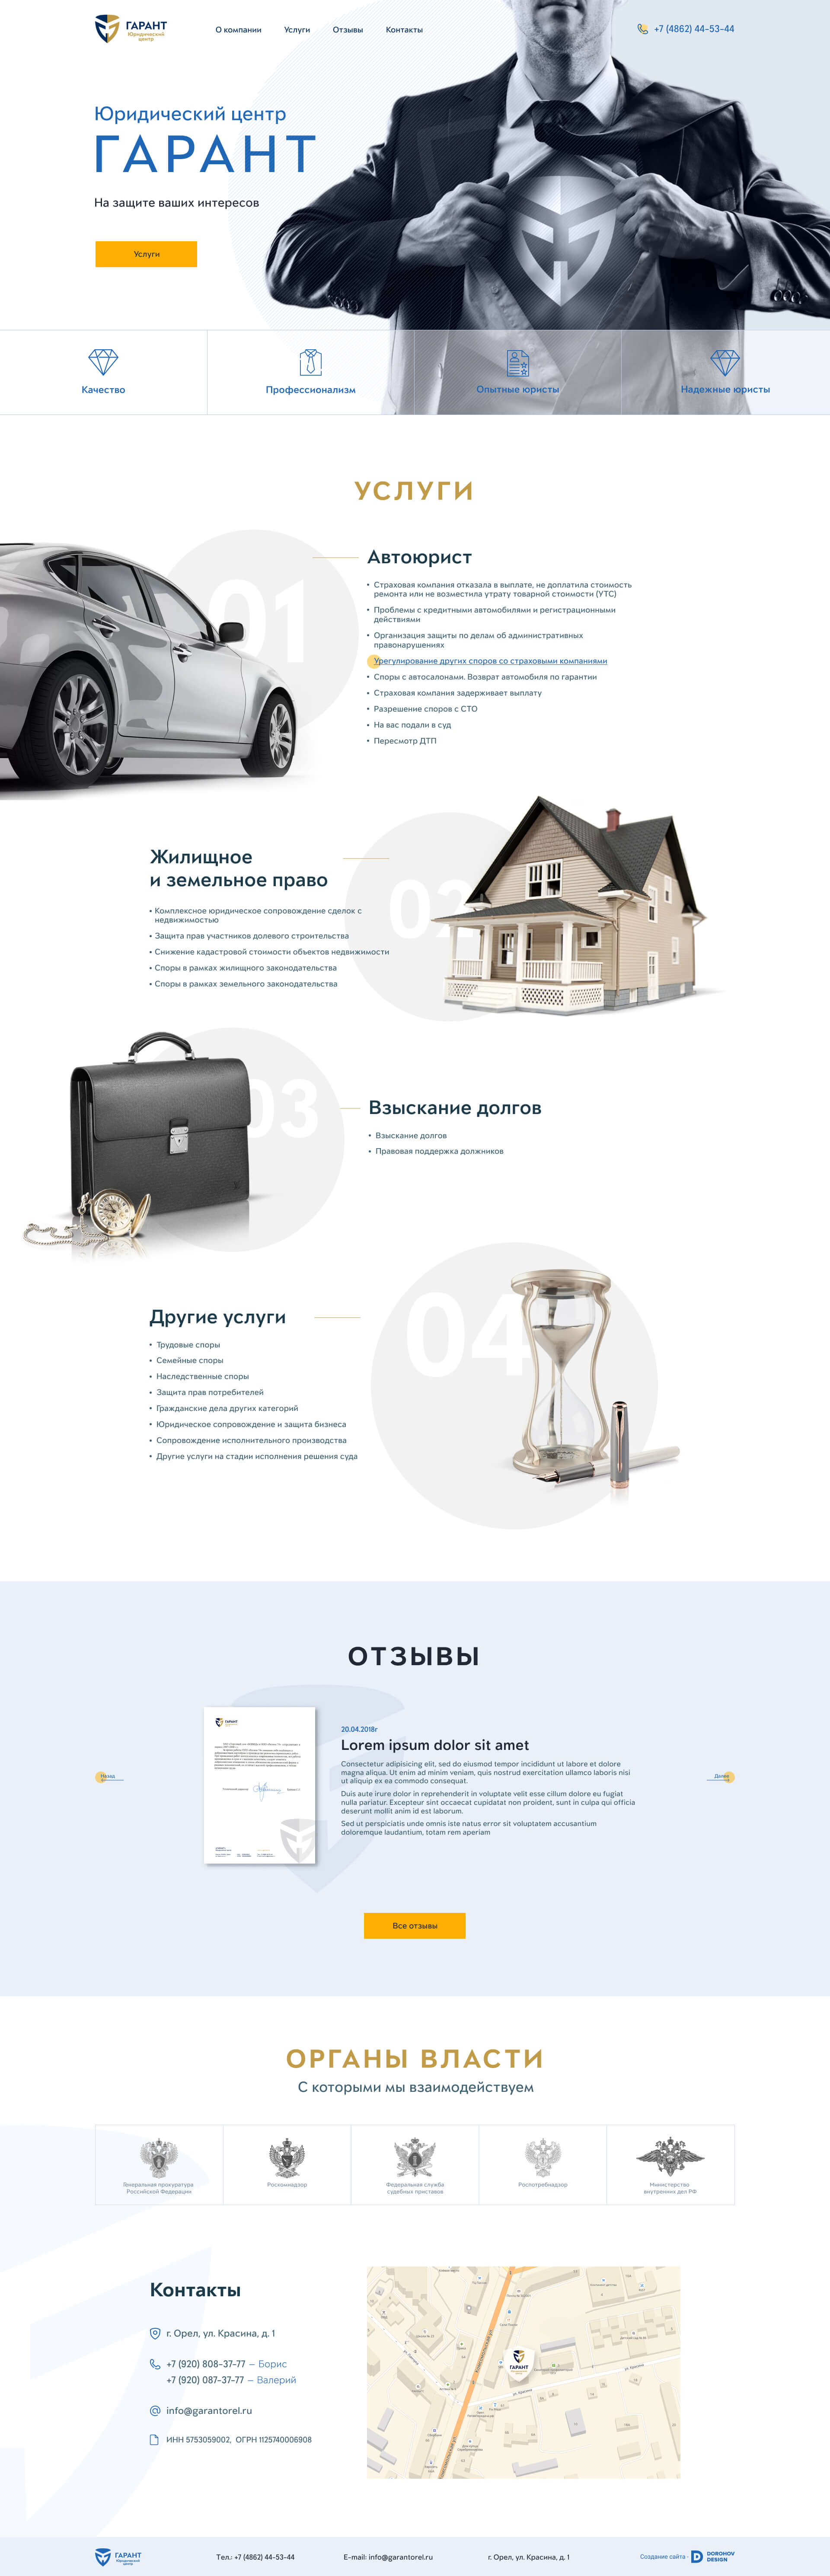 ГАРАНТ
Юридический
центр
О компании
Услуги
Отзывы
Контакты
+7 (4862) 44-53-44
Юридический центр
ГАРАНТ
На защите ваших интересов
Услуги
Качество
Профессионализм
Опытные юристы
Надежные юристы
УСЛУГИ
01
Автоюрист
• Страховая компания отказала в выплате, не доплатила стоимость
ремонта или не возместила утрату товарной стоимости (УТС)
• Проблемы с кредитными автомобилями и регистрационными
действиями
• Организация защиты по делам об административных
правонарушениях
Урегулирование других споров со страховыми компаниями
• Споры с автосалонами. Возврат автомобиля по гарантии
• Страховая компания задерживает выплату
• Разрешение споров с СТО
• На вас подали в суд
• Пересмотр ДТП
Жилищное
и земельное право
02
• Комплексное юридическое сопровождение сделок с
недвижимостью
• Защита прав участников долевого строительства
• Снижение кадастровой стоимости объектов недвижимости
• Споры в рамках жилищного законодательства
• Споры в рамках земельного законодательства
03
Взыскание долгов
• Взыскание долгов
• Правовая поддержка должников
Другие услуги
04
• Трудовые споры
• Семейные споры
• Наследственные споры
• Защита прав потребителей
• Гражданские дела других категорий
• Юридическое сопровождение и защита бизнеса
• Сопровождение исполнительного производства
• Другие услуги на стадии исполнения решения суда
ОТЗЫВЫ
ГАРАНТ
20.04.2018г
Lorem ipsum dolor sit amet
Consectetur adipisicing elit, sed do eiusmod tempor incididunt ut labore et dolore
magna aliqua. Ut enim ad minim veniam, quis nostrud exercitation ullamco laboris nisi
ut aliquip ex ea commodo consequat.
Duis aute irure dolor in reprehenderit in voluptate velit esse cillum dolore eu fugiat
nulla pariatur. Excepteur sint occaecat cupidatat non proident, sunt in culpa qui officia
deserunt mollit anim id est laborum.
Sed ut perspiciatis unde omnis iste natus error sit voluptatem accusantium
doloremque laudantium, totam rem aperiam
Назад
Далее
Все отзывы
ОРГАНЫ ВЛАСТИ
С которыми мы взаимодействуем
Генеральная прокуратура
Российской Федерации
Роскомнадзор
Федеральная служба
судебных приставов
Роспотребнадзор
Министерство
внутренних дел РФ
Контакты
г. Орел, ул. Красина, д. 1
+7 (920) 808-37-77 – Борис
+7 (920) 087-37-77 – Валерий
info@garantorel.ru
ИНН 5753059002, ОГРН 1125740006908
ГАРАНТ
ГАРАНТ
Юридический
центр
Тел.: +7 (4862) 44-53-44
E-mail: info@garantorel.ru
г. Орел, ул. Красина, д. 1
Создание сайта -
DOROHOV
DESIGN